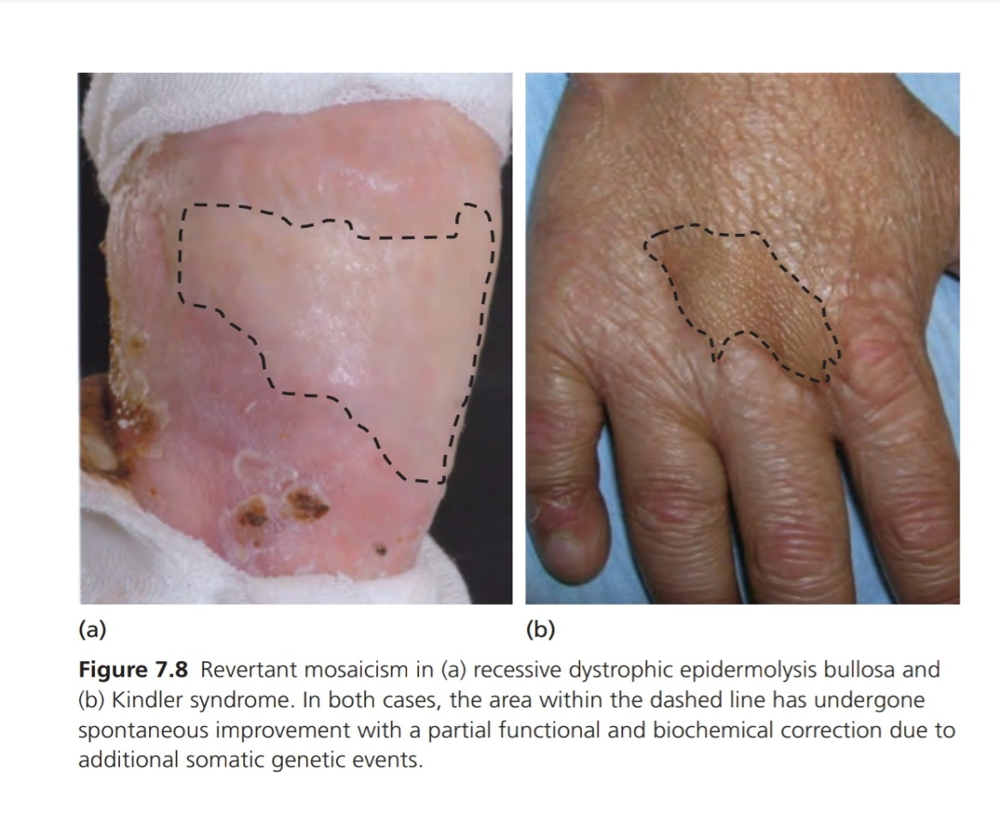 (a)
(b)
Figure 7.8 Revertant mosaicism in (a) recessive dystrophic epidermolysis bullosa and
(b) Kindler syndrome. In both cases, the area within the dashed line has undergone
spontaneous improvement with a partial functional and biochemical correction due to
additional somatic genetic events.